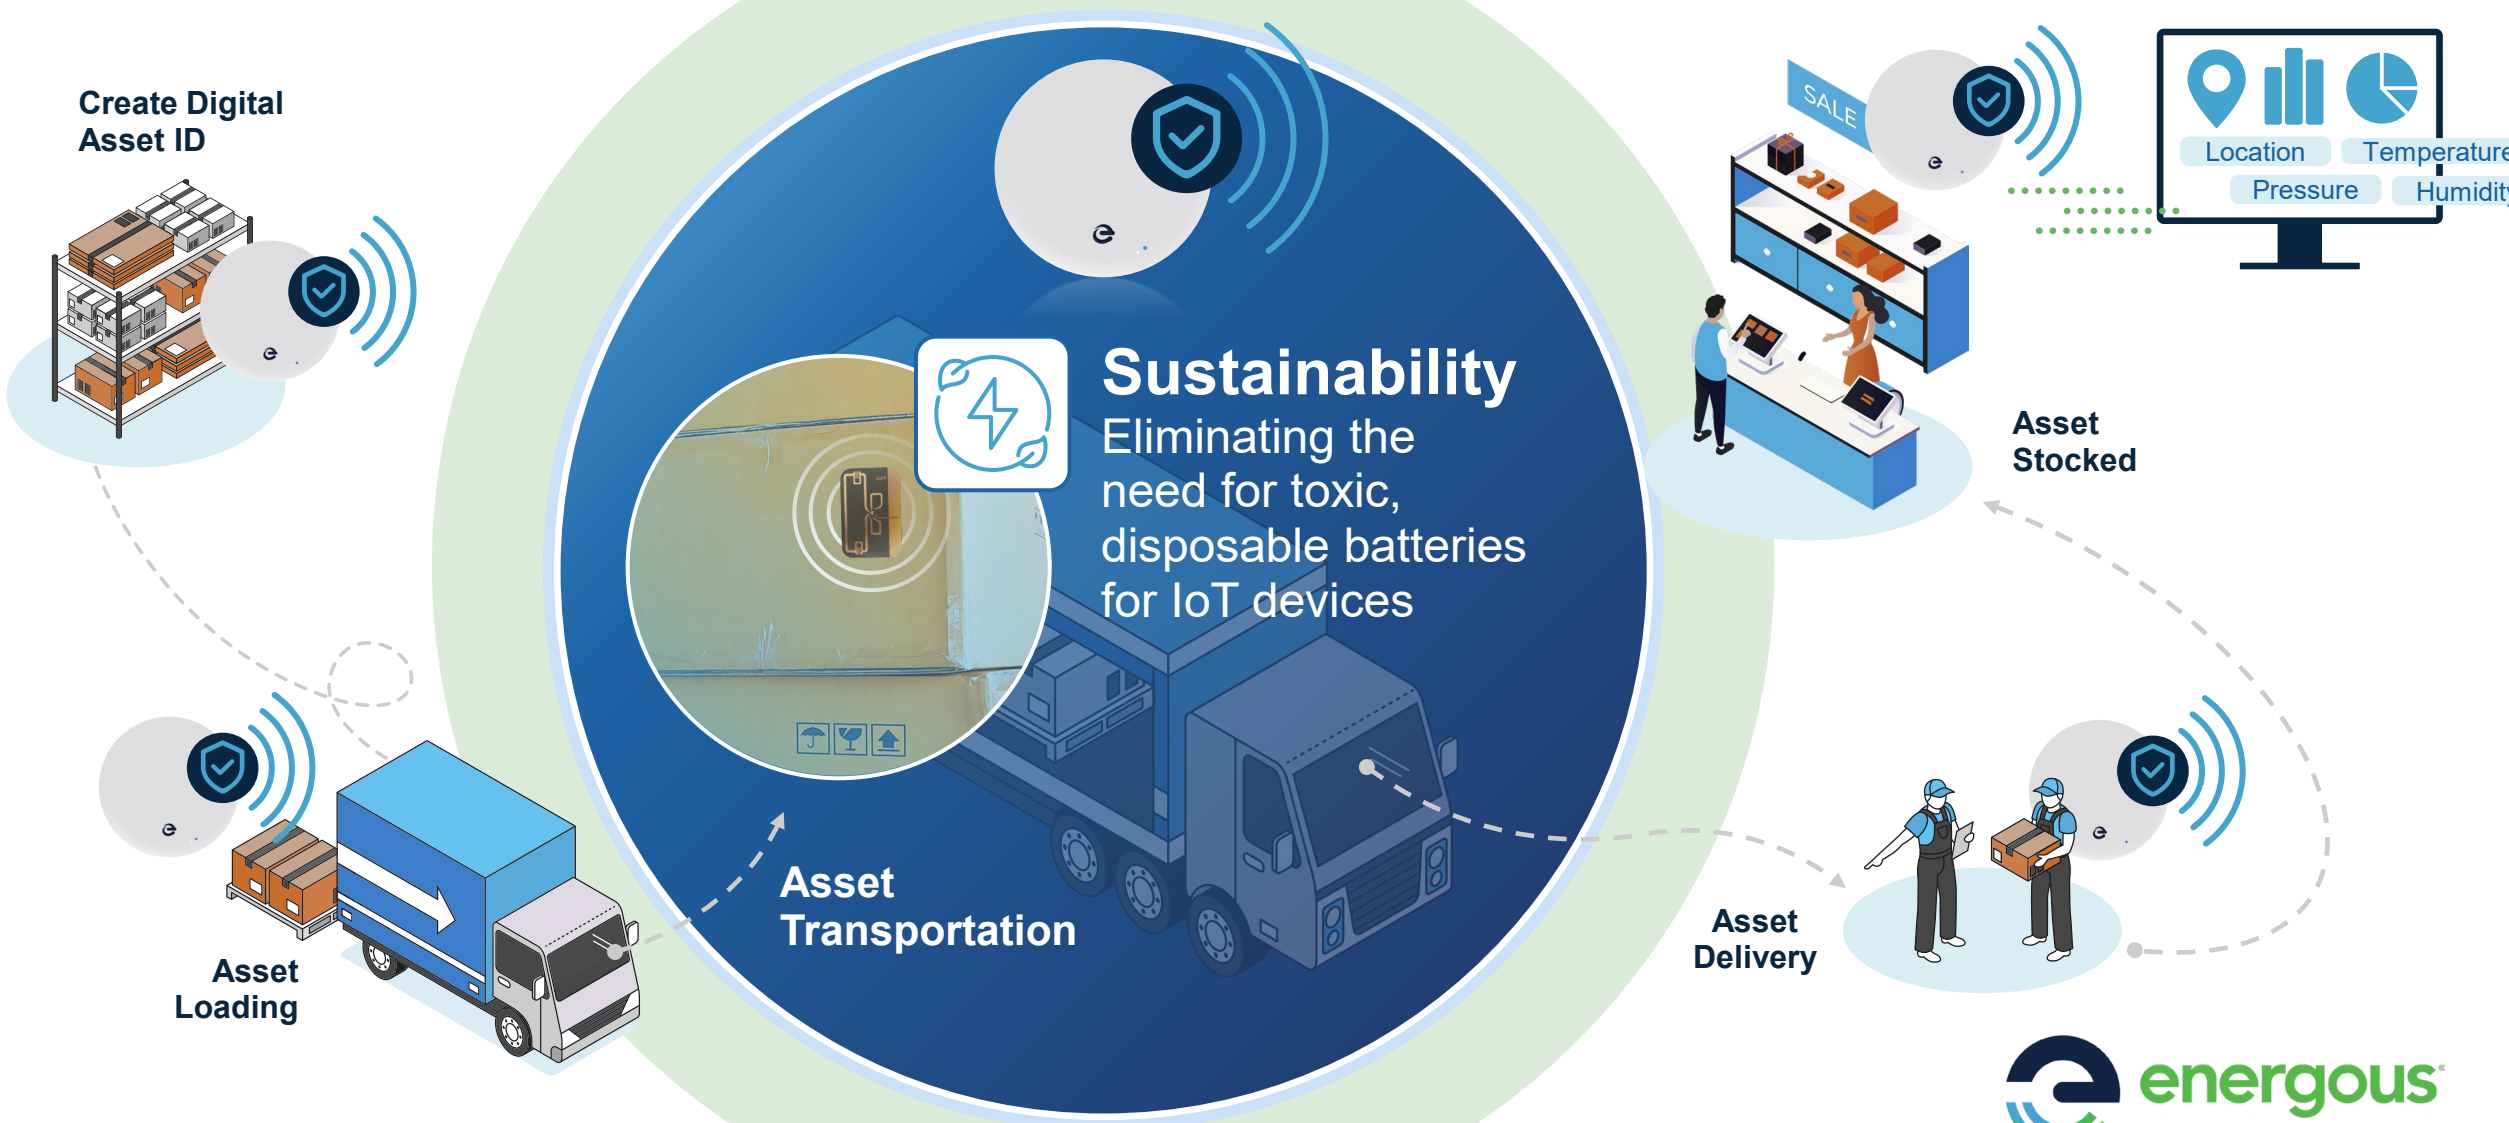 Create Digital
Asset ID
SALE
Location
Temperature
Pressure
Humidity
Sustainability
Eliminating the
need for toxic,
disposable batteries
for IoT devices
Asset
Stocked
Asset
Transportation
Asset
Delivery
Asset
Loading
energous